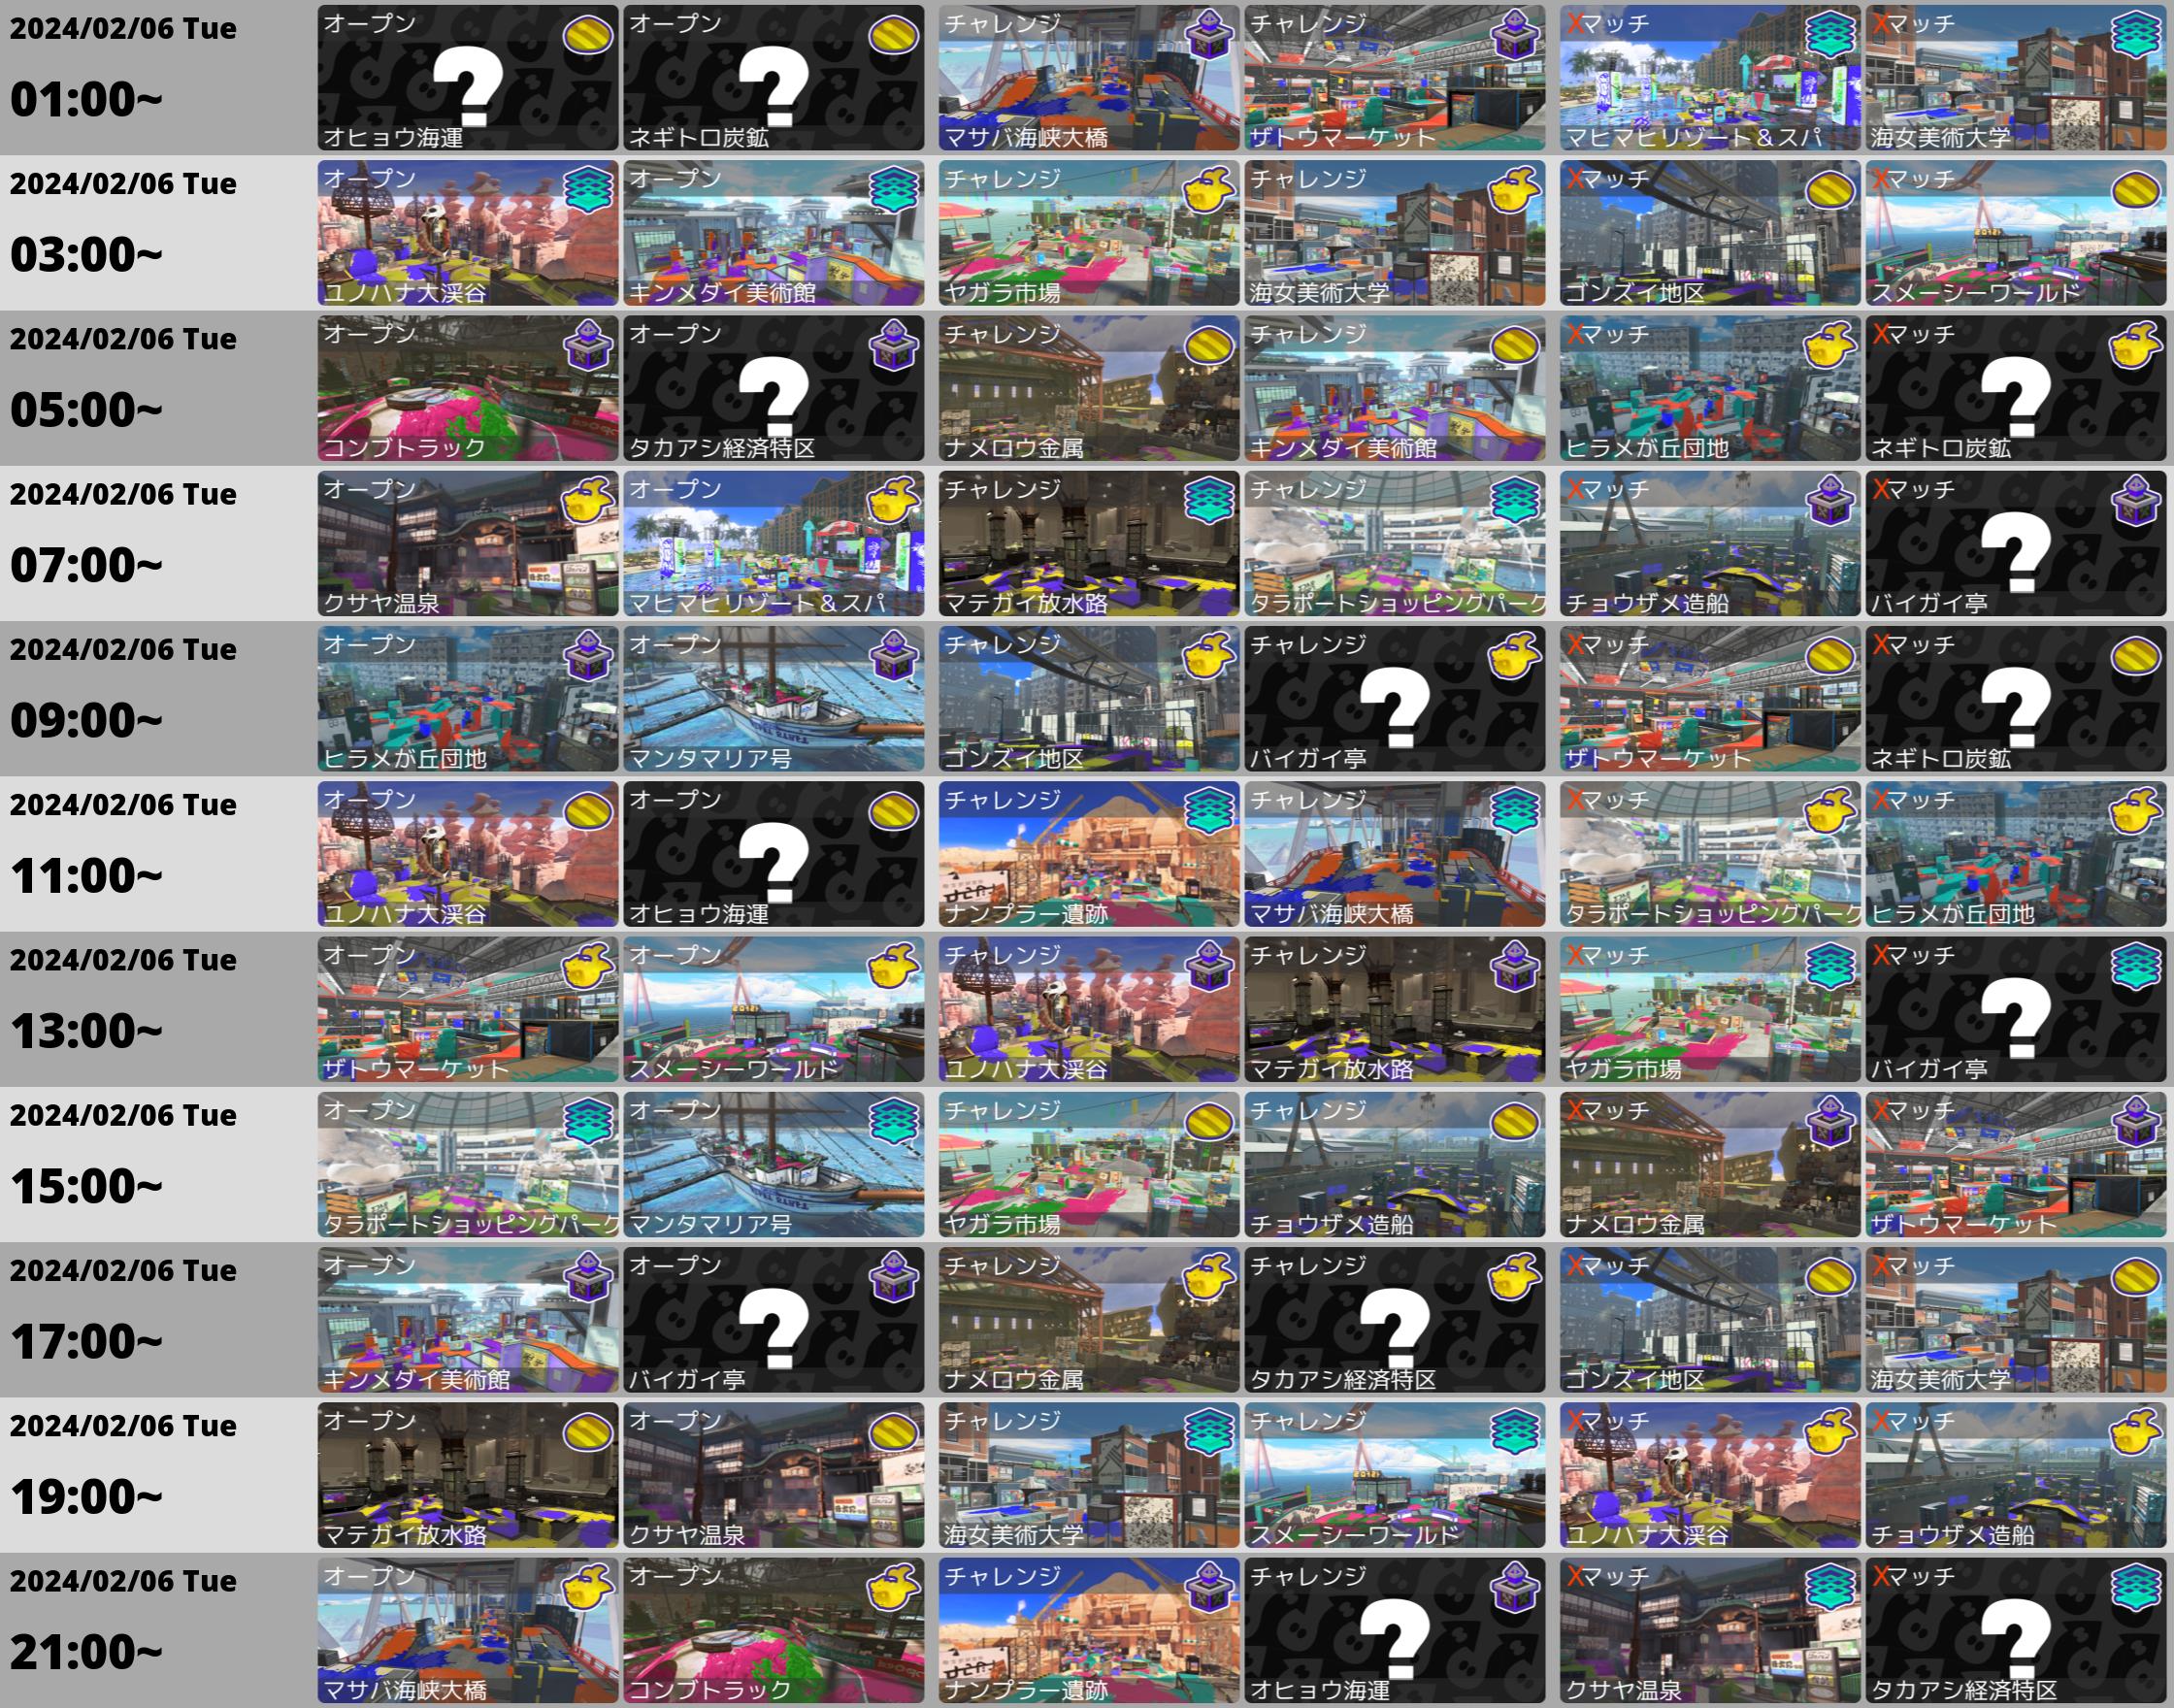 2024/02/06 Tue
01:00~
オープン オープン チャレンジ チャレンジ Xマッチ Xマッチ
オヒョウ海運 ネギトロ炭鉱 マサバ海峡大橋 ザトウマーケット マヒマヒリゾート＆スパ 海女美術大学
2024/02/06 Tue
03:00~
オープン オープン チャレンジ チャレンジ Xマッチ Xマッチ
ユノハナ大渓谷 キンメダイ美術館 ヤガラ市場 海女美術大学 ゴンズイ地区 スメーシーワールド
2024/02/06 Tue
05:00~
オープン オープン チャレンジ チャレンジ Xマッチ Xマッチ
コンブトラック タカアシ経済特区 ナメロウ金属 キンメダイ美術館 ヒラメが丘団地 ネギトロ炭鉱
2024/02/06 Tue
07:00~
オープン オープン チャレンジ チャレンジ Xマッチ Xマッチ
クサヤ温泉 マヒマヒリゾート＆スパ マテガイ放水路 タラポートショッピングパーク チョウザメ造船 バイガイ亭
2024/02/06 Tue
09:00~
オープン オープン チャレンジ チャレンジ Xマッチ Xマッチ
ヒラメが丘団地 マンタマリア号 ゴンズイ地区 バイガイ亭 ザトウマーケット ネギトロ炭鉱
2024/02/06 Tue
11:00~
オープン オープン チャレンジ チャレンジ Xマッチ Xマッチ
ユノハナ大渓谷 オヒョウ海運 ナンプラー遺跡 マサバ海峡大橋 タラポートショッピングパーク ヒラメが丘団地
2024/02/06 Tue
13:00~
オープン オープン チャレンジ チャレンジ Xマッチ Xマッチ
ザトウマーケット スメーシーワールド ユノハナ大渓谷 マテガイ放水路 ヤガラ市場 バイガイ亭
2024/02/06 Tue
15:00~
オープン オープン チャレンジ チャレンジ Xマッチ Xマッチ
タラポートショッピングパーク マンタマリア号 ヤガラ市場 チョウザメ造船 ナメロウ金属 ザトウマーケット
2024/02/06 Tue
17:00~
オープン オープン チャレンジ チャレンジ Xマッチ Xマッチ
キンメダイ美術館 バイガイ亭 ナメロウ金属 タカアシ経済特区 ゴンズイ地区 海女美術大学
2024/02/06 Tue
19:00~
オープン オープン チャレンジ チャレンジ Xマッチ Xマッチ
マテガイ放水路 クサヤ温泉 海女美術大学 スメーシーワールド ユノハナ大渓谷 チョウザメ造船
2024/02/06 Tue
21:00~
オープン オープン チャレンジ チャレンジ Xマッチ Xマッチ
マサバ海峡大橋 コンブトラック ナンプラー遺跡 オヒョウ海運 クサヤ温泉 タカアシ経済特区